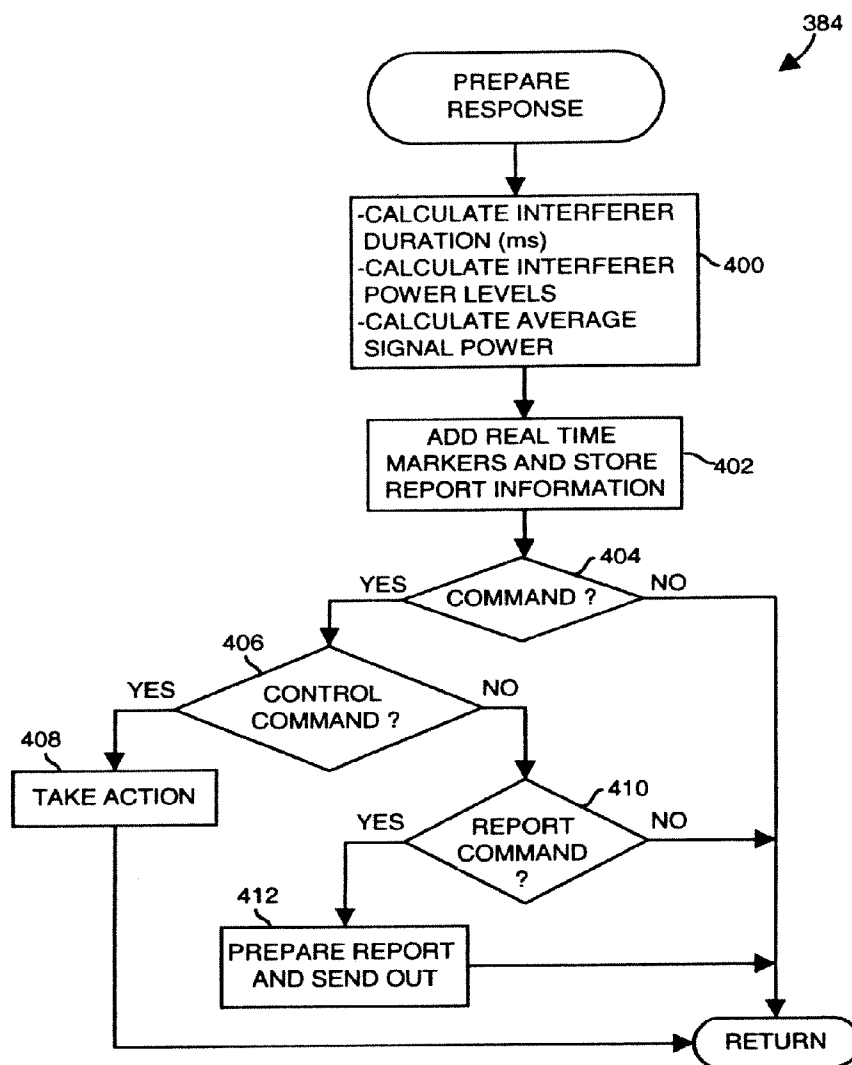 384
PREPARE
RESPONSE
-CALCULATE INTERFERER
DURATION (ms)
-CALCULATE INTERFERER
POWER LEVELS
-CALCULATE AVERAGE
SIGNAL POWER
400
ADD REAL TIME
MARKERS AND STORE
REPORT INFORMATION
402
404
YES
COMMAND ?
NO
406
YES
CONTROL
COMMAND ?
NO
408
TAKE ACTION
410
YES
REPORT
COMMAND
?
NO
412
PREPARE REPORT
AND SEND OUT
RETURN